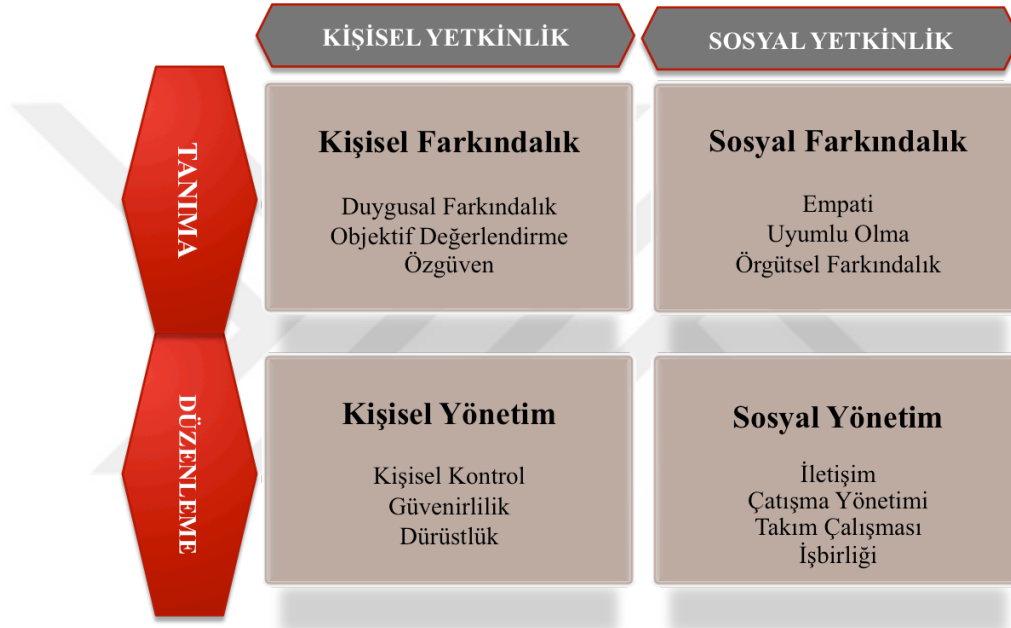 KİŞİSEL YETKİNLİK
SOSYAL YETKİNLİK
TANIMA
Kişisel Farkındalık
Duygusal Farkındalık
Objektif Değerlendirme
Özgüven
Sosyal Farkındalık
Empati
Uyumlu Olma
Örgütsel Farkındalık
DÜZENLEME
Kişisel Yönetim
Kişisel Kontrol
Güvenirlilik
Dürüstlük
Sosyal Yönetim
İletişim
Çatışma Yönetimi
Takım Çalışması
İşbirliği